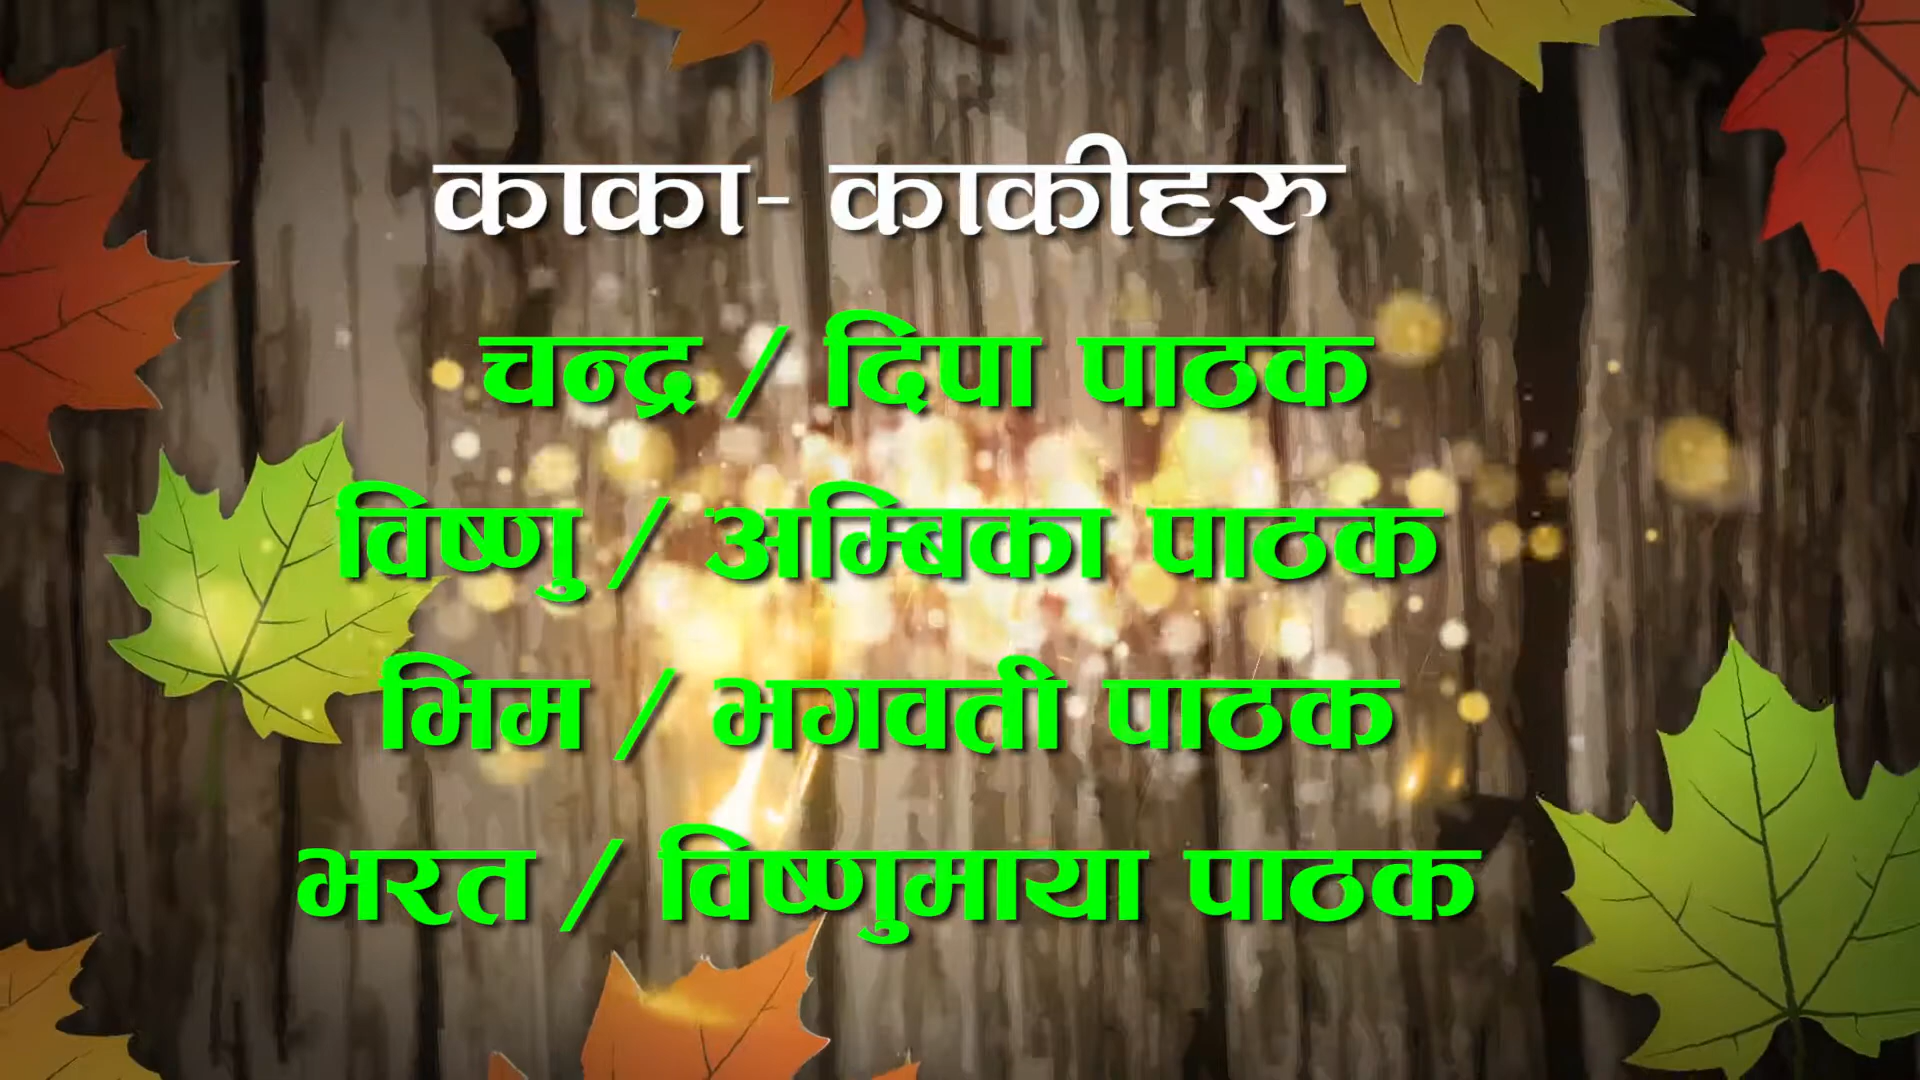 काका- काकीहरु
चन्द्र / दिपा पाठक
विष्णु / अम्बिका पाठक
भिम / भगवती पाठक
भरत / विष्णुमाया पाठक